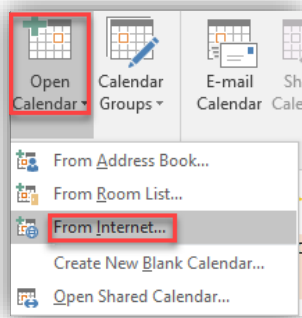 Open Calendar
Calendar Groups
E-mail Calendar
From Address Book...
From Room List...
From Internet...
Create New Blank Calendar...
Open Shared Calendar...